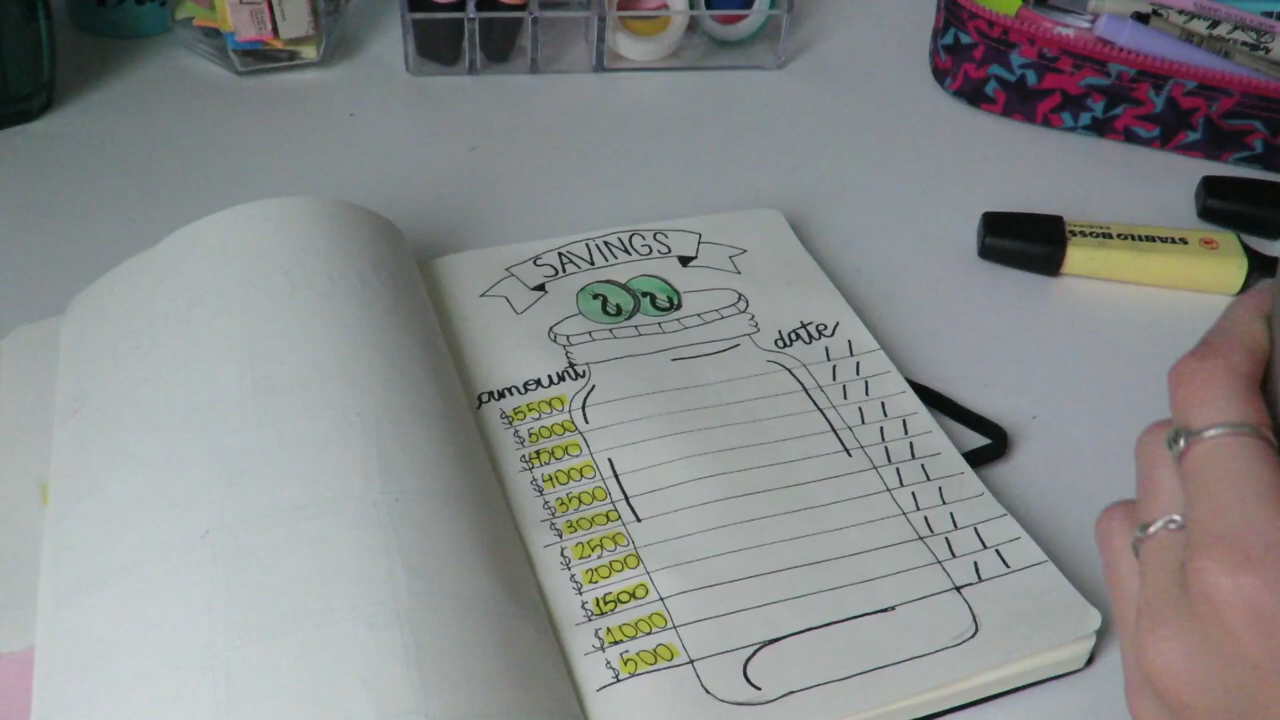 SAVINGS
amount
date
$5500 / /
$5000 / /
$4500 / /
$4000 / /
$3500 / /
$3000 / /
$2500 / /
$2000 / /
$1500 / /
$1000 / /
$500
STABILO BOSS